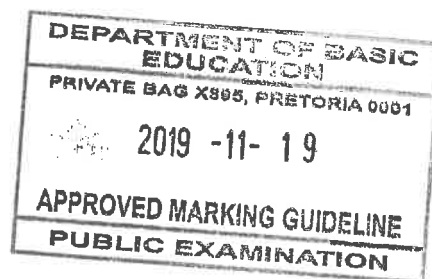 DEPARTMENT OF BASIC
EDUCATION
PRIVATE BAG X895, PRETORIA 0001
2019 -11- 19
APPROVED MARKING GUIDELINE
PUBLIC EXAMINATION